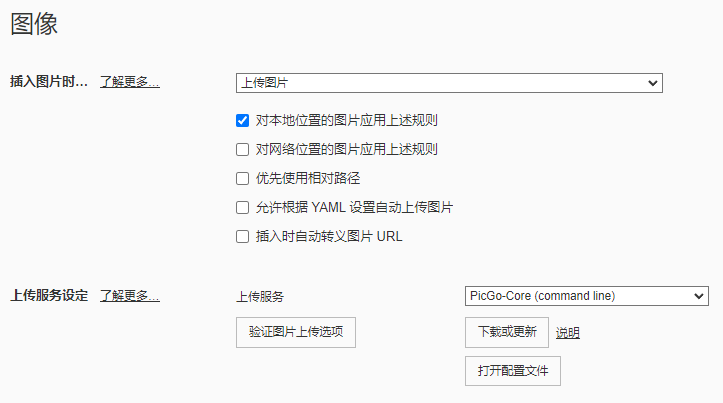 图像
插入图片时... 了解更多... 上传图片
对本地位置的图片应用上述规则
对网络位置的图片应用上述规则
优先使用相对路径
允许根据 YAML 设置自动上传图片
插入时自动转义图片 URL
上传服务设定 了解更多... 上传服务 PicGo-Core (command line)
验证图片上传选项 下载或更新 说明
打开配置文件